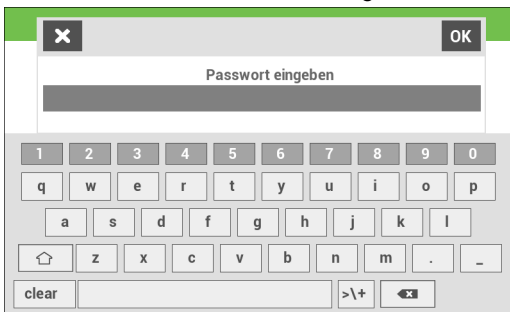 OK
Passwort eingeben
1 2 3 4 5 6 7 8 9 0
q w e r t y u i o p
a s d f g h j k l
z x c v b n m . _
clear >\+